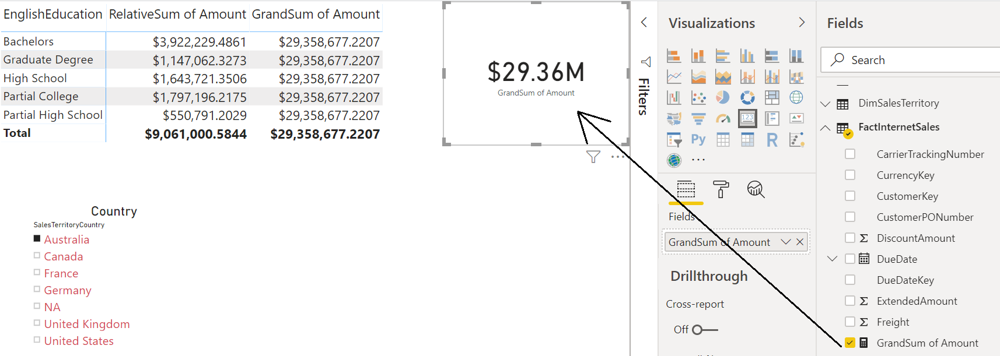 EnglishEducation RelativeSum of Amount GrandSum of Amount
Bachelors $3,922,229.4861 $29,358,677.2207
Graduate Degree $1,147,062.3273 $29,358,677.2207
High School $1,643,721.3506 $29,358,677.2207
Partial College $1,797,196.2175 $29,358,677.2207
Partial High School $550,791.2029 $29,358,677.2207
Total $9,061,000.5844 $29,358,677.2207
Country
SalesTerritoryCountry
Australia
Canada
France
Germany
NA
United Kingdom
United States
$29.36M
GrandSum of Amount
Filters
Visualizations
123
Py
R
Fields
GrandSum of Amount
Drillthrough
Cross-report
Off
Fields
Search
DimSalesTerritory
FactInternetSales
CarrierTrackingNumber
CurrencyKey
CustomerKey
CustomerPONumber
Σ DiscountAmount
DueDate
DueDateKey
Σ ExtendedAmount
Σ Freight
GrandSum of Amount